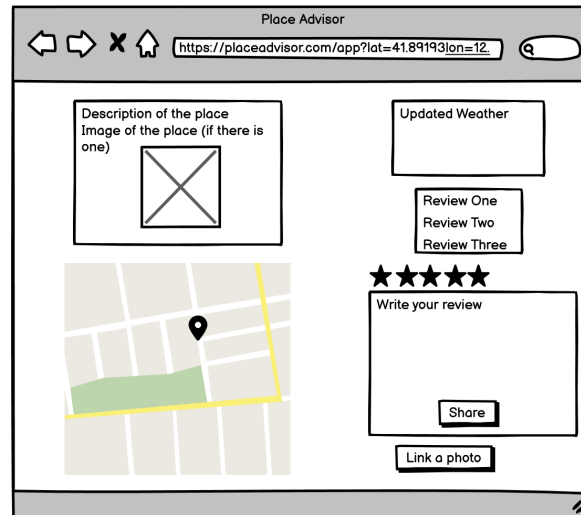 Place Advisor
https://placeadvisor.com/app?lat=41.89193lon=12.
Description of the place
Image of the place (if there is
one)
Updated Weather
Review One
Review Two
Review Three
Write your review
Share
Link a photo